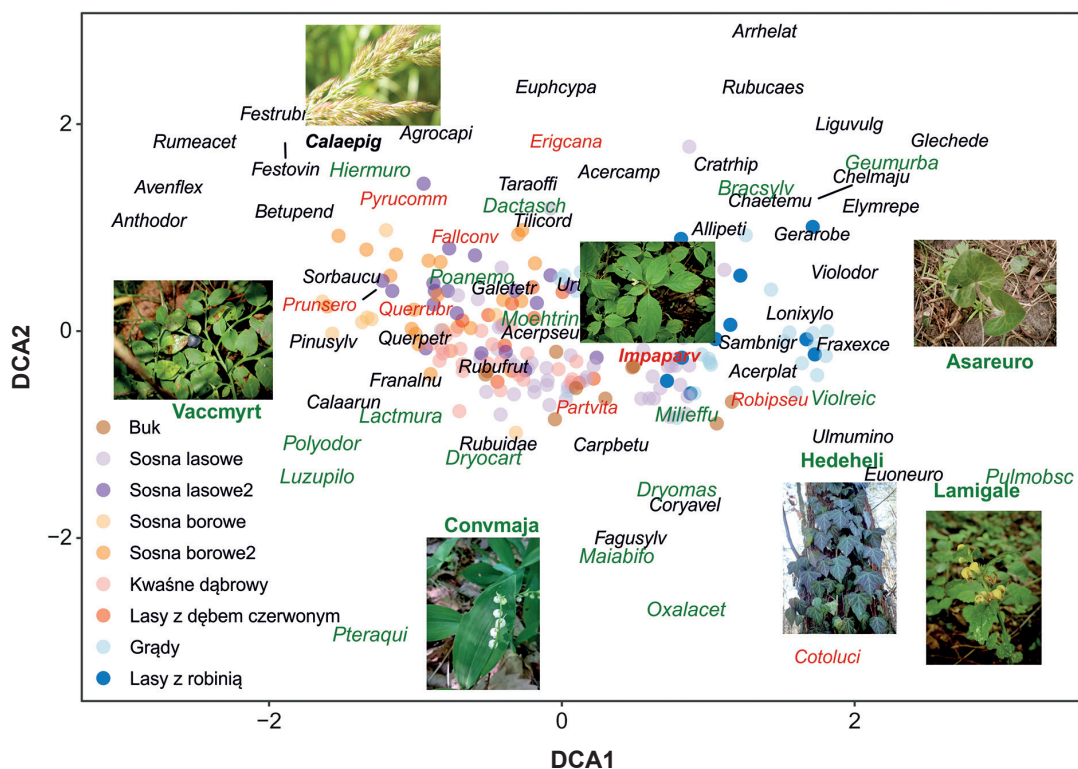 Arrhelat
Euphcypa
Rubucaes
Festrubr
Agrocapi
Liguvulg
Rumeacet
Calaepig
Erigcana
Glechede
Festovin
Hiermuro
Acercamp
Cratrhip
Geumurba
Chelmaju
Avenflex
Pyrucomm
Taraoffi
Bracsylv
Chaetemu
Elymrepe
Anthodor
Betupend
Dactasch
Tilicord
Allipeti
Gerarobe
Fallconv
Sorbaucu
Poanemo
Galetetr
Violodor
Prunsero
Querrubr
Moehtrin
Lonixylo
Pinusylv
Querpetr
Acerpseu
Impaparv
Sambnigr
Fraxexce
Asareuro
Rubufrut
Franalnu
Acerplat
Vaccmyrt
Calaarun
Lactmura
Partvita
Milieffu
Robipseu
Violreic
Polyodor
Rubuidae
Carpbetu
Ulmumino
Dryocart
Hedeheli
Luzupilo
Euoneuro
Pulmobsc
Dryomas
Lamigale
Coryavel
Convmaja
Fagusylv
Maiabifo
Oxalacet
Pteraqui
Cotoluci
Buk
Sosna lasowe
Sosna lasowe2
Sosna borowe
Sosna borowe2
Kwaśne dąbrowy
Lasy z dębem czerwonym
Grądy
Lasy z robinią
2
0
−2
DCA2
−2
0
2
DCA1